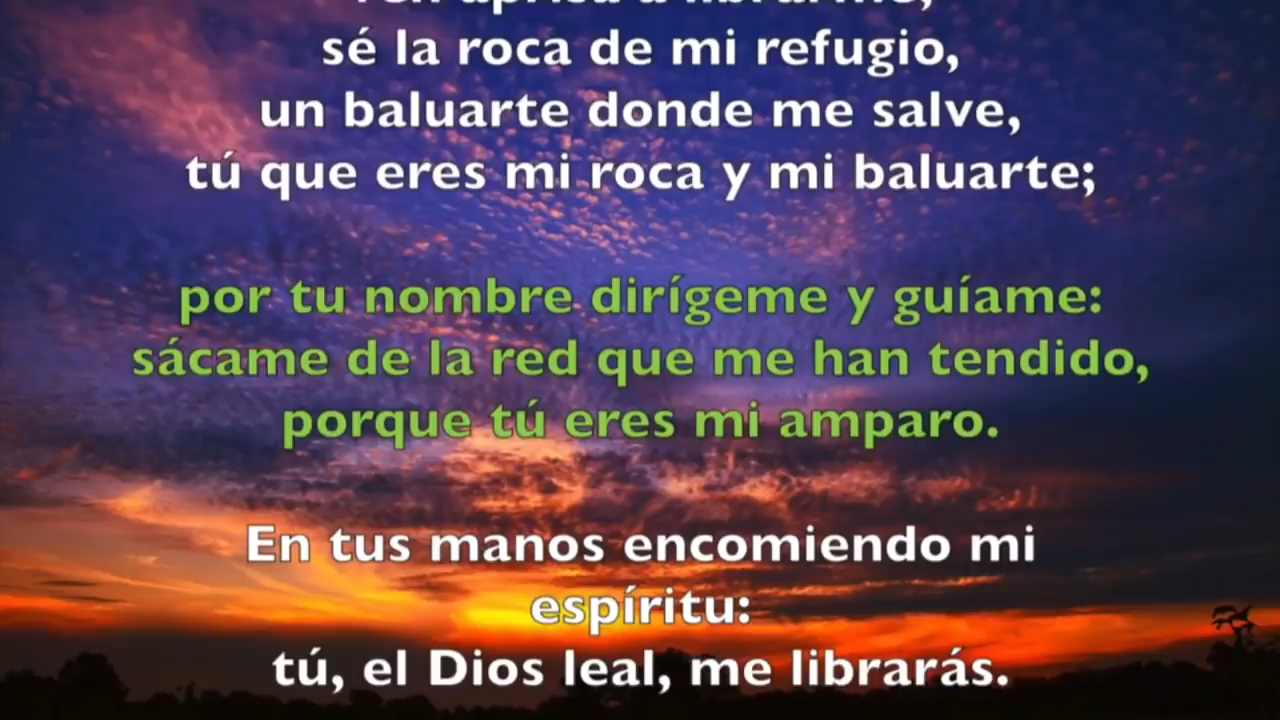 sé la roca de mi refugio,
un baluarte donde me salve,
tú que eres mi roca y mi baluarte;
por tu nombre dirígeme y guíame:
sácame de la red que me han tendido,
porque tú eres mi amparo.
En tus manos encomiendo mi
espíritu:
tú, el Dios leal, me librarás.